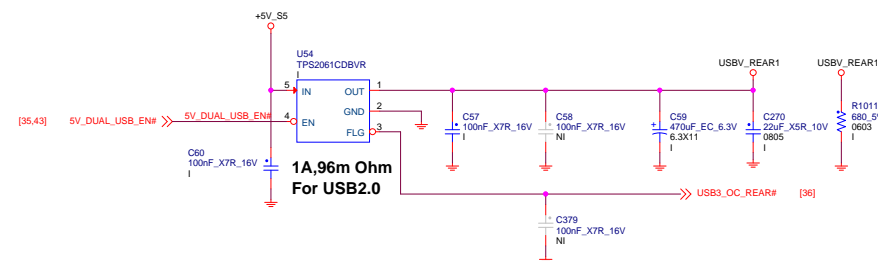 +5V_S5
U54
TPS2061CDBVR
I
5
IN
OUT
1
GND
2
4
EN
FLG
3
[35,43]
5V_DUAL_USB_EN#
5V_DUAL_USB_EN#
C60
100nF_X7R_16V
I
1A,96m Ohm
For USB2.0
C57
100nF_X7R_16V
I
C58
100nF_X7R_16V
NI
C59
470uF_EC_6.3V
6.3X11
I
USBV_REAR1
C270
22uF_X5R_10V
0805
I
USBV_REAR1
R1011
680_5%
0603
I
USB3_OC_REAR#
[36]
C379
100nF_X7R_16V
NI